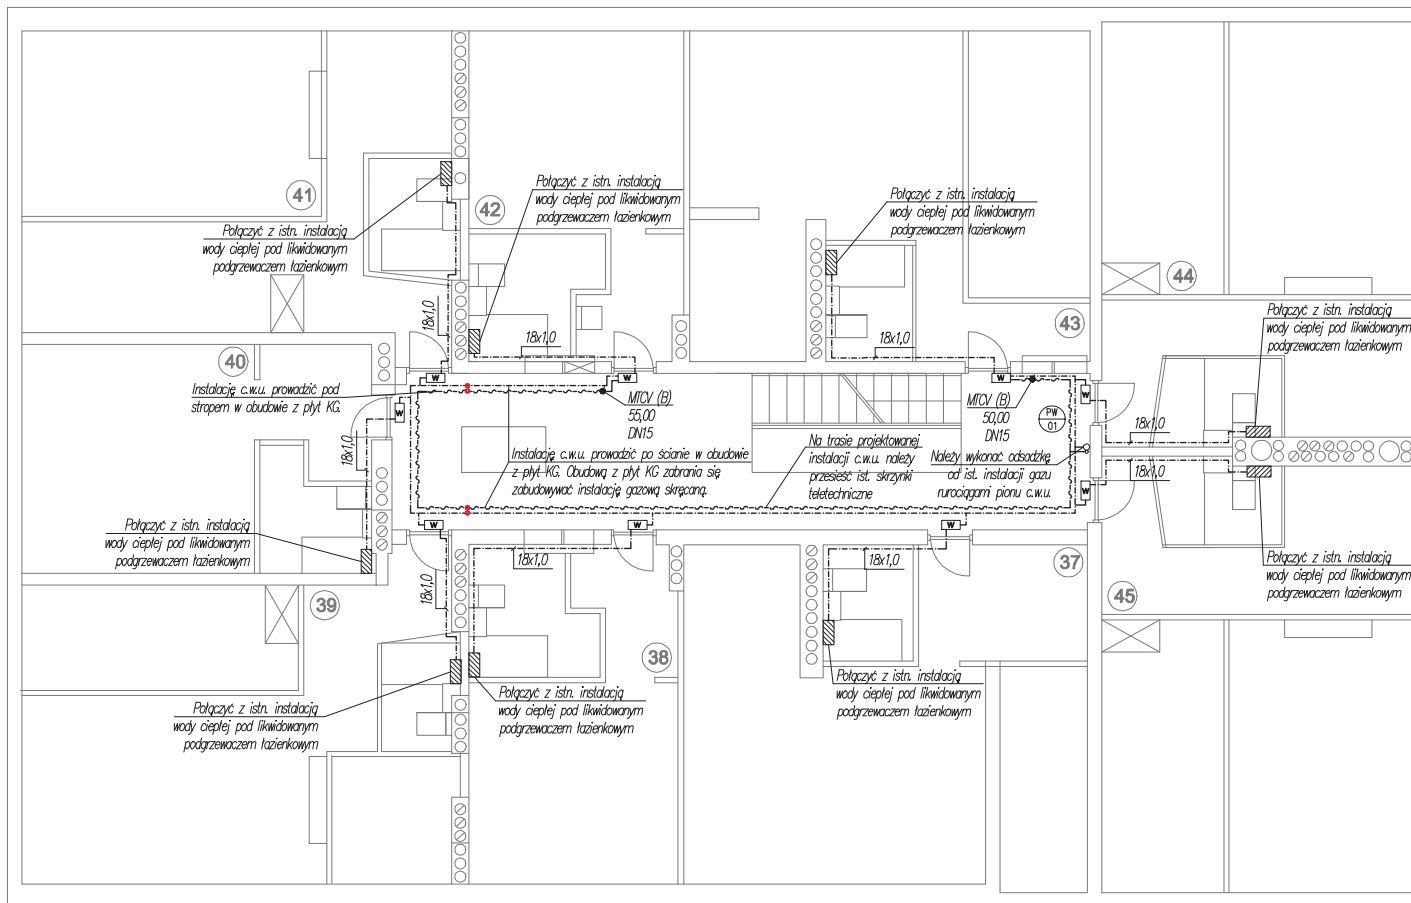 41
Połączyć z istn. instalacją
wody ciepłej pod likwidowanym
podgrzewaczem łazienkowym
42
Połączyć z istn. instalacją
wody ciepłej pod likwidowanym
podgrzewaczem łazienkowym
Połączyć z istn. instalacją
wody ciepłej pod likwidowanym
podgrzewaczem łazienkowym
44
43
Połączyć z istn. instalacją
wody ciepłej pod likwidowanym
podgrzewaczem łazienkowym
18x1,0
18x1,0
18x1,0
40
Instalację c.w.u. prowadzić pod
stropem w obudowie z płyt KG.
W
W
W
W
W
MTCV (B)
55,00
DN15
MTCV (B)
50,00
DN15
PW
01
18x1,0
18x1,0
18x1,0
Instalację c.w.u. prowadzić po ścianie w obudowie
z płyt KG. Obudową z płyt KG zabrania się
zabudowywać instalację gazową skręcaną.
Na trasie projektowanej
instalacji c.w.u. należy
przesieść ist. skrzynki
teletechniczne
Należy wykonać odsadzkę
od ist. instalacji gazu
rurociągami pionu c.w.u.
W
W
W
W
Połączyć z istn. instalacją
wody ciepłej pod likwidowanym
podgrzewaczem łazienkowym
18x1,0
18x1,0
18x1,0
37
Połączyć z istn. instalacją
wody ciepłej pod likwidowanym
podgrzewaczem łazienkowym
39
45
38
Połączyć z istn. instalacją
wody ciepłej pod likwidowanym
podgrzewaczem łazienkowym
Połączyć z istn. instalacją
wody ciepłej pod likwidowanym
podgrzewaczem łazienkowym
Połączyć z istn. instalacją
wody ciepłej pod likwidowanym
podgrzewaczem łazienkowym